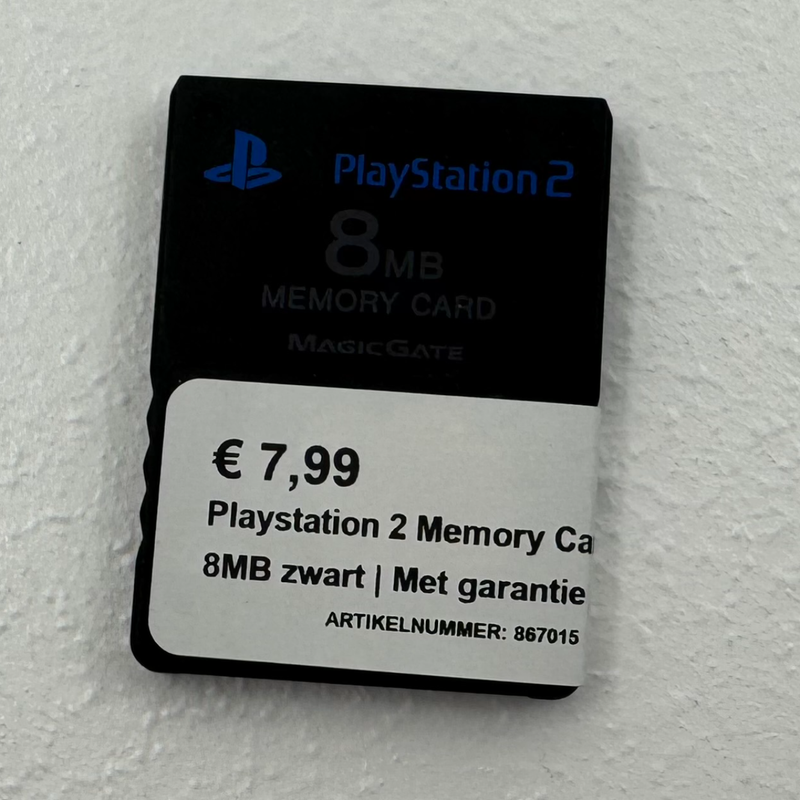 PlayStation 2
8MB
MEMORY CARD
MAGICGATE
€ 7,99
Playstation 2 Memory Ca
8MB zwart | Met garantie
ARTIKELNUMMER: 867015